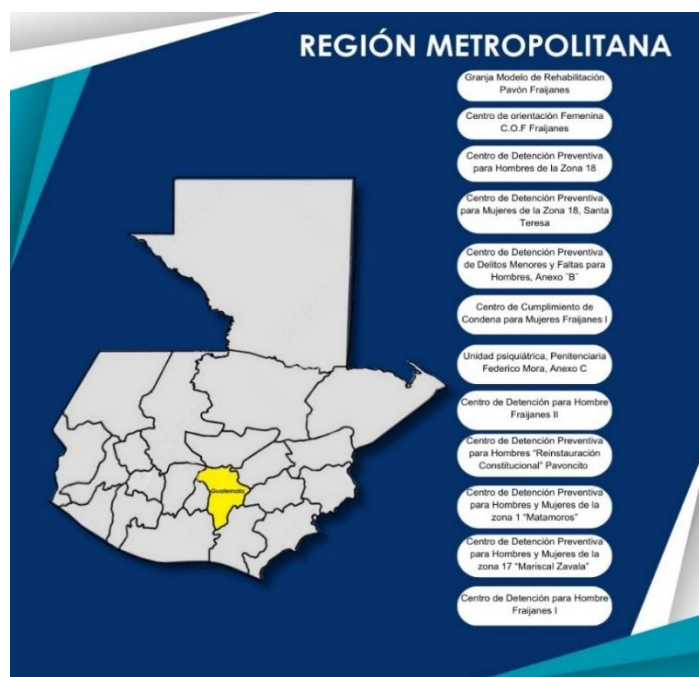 REGIÓN METROPOLITANA
Granja Modelo de Rehabilitación
Pavón Fraijanes
Centro de orientación Femenina
C.O.F Fraijanes
Centro de Detención Preventiva
para Hombres de la Zona 18
Centro de Detención Preventiva
para Mujeres de la Zona 18, Santa
Teresa
Centro de Detención Preventiva
de Delitos Menores y Faltas para
Hombres, Anexo ¨B¨
Centro de Cumplimiento de
Condena para Mujeres Fraijanes I
Unidad psiquiátrica, Penitenciaria
Federico Mora, Anexo C
Centro de Detención para Hombre
Fraijanes II
Centro de Detención Preventiva
para Hombres “Reinstauración
Constitucional” Pavoncito
Centro de Detención Preventiva
para Hombres y Mujeres de la
zona 1 “Matamoros”
Centro de Detención Preventiva
para Hombres y Mujeres de la
zona 17 “Mariscal Zavala”
Centro de Detención para Hombre
Fraijanes I
Guatemala